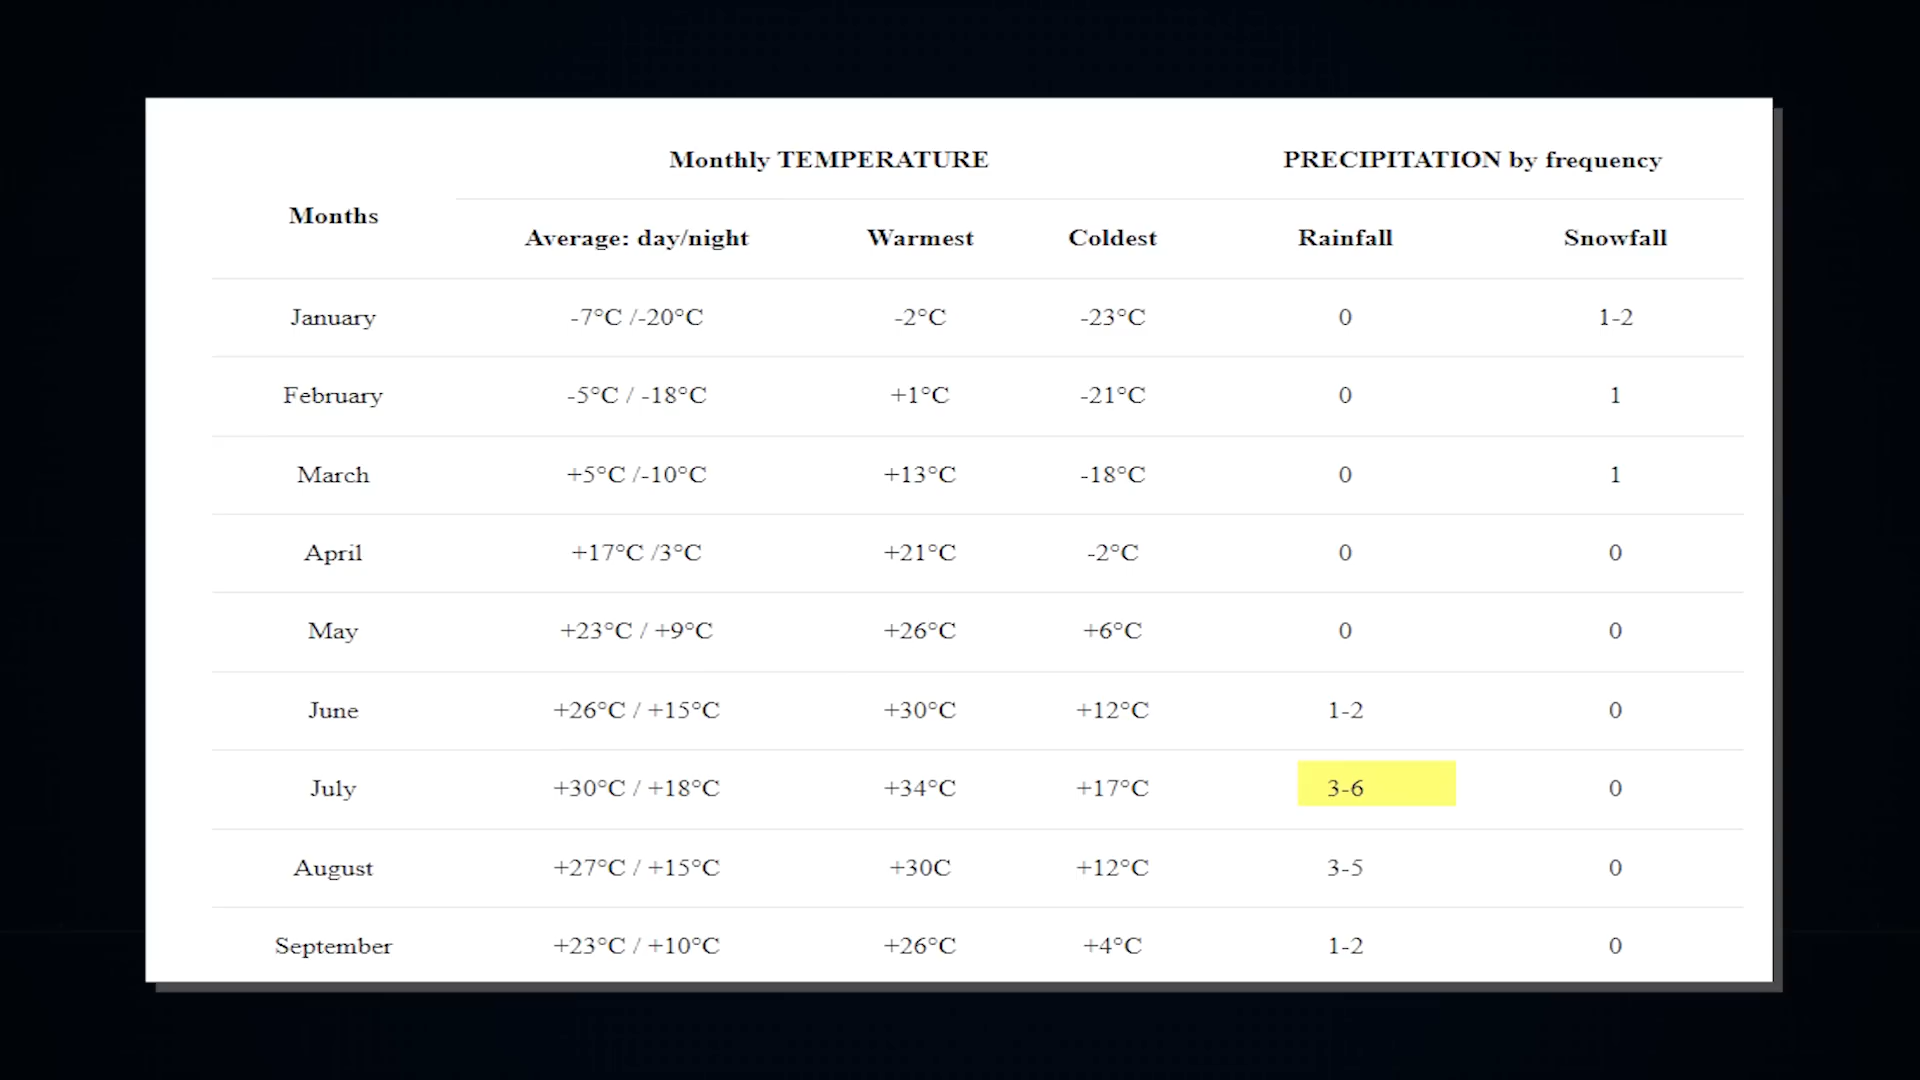 Monthly TEMPERATURE PRECIPITATION by frequency
Months
Average: day/night Warmest Coldest Rainfall Snowfall
January -7°C /-20°C -2°C -23°C 0 1-2
February -5°C / -18°C +1°C -21°C 0 1
March +5°C /-10°C +13°C -18°C 0 1
April +17°C /3°C +21°C -2°C 0 0
May +23°C / +9°C +26°C +6°C 0 0
June +26°C / +15°C +30°C +12°C 1-2 0
July +30°C / +18°C +34°C +17°C 3-6 0
August +27°C / +15°C +30C +12°C 3-5 0
September +23°C / +10°C +26°C +4°C 1-2 0